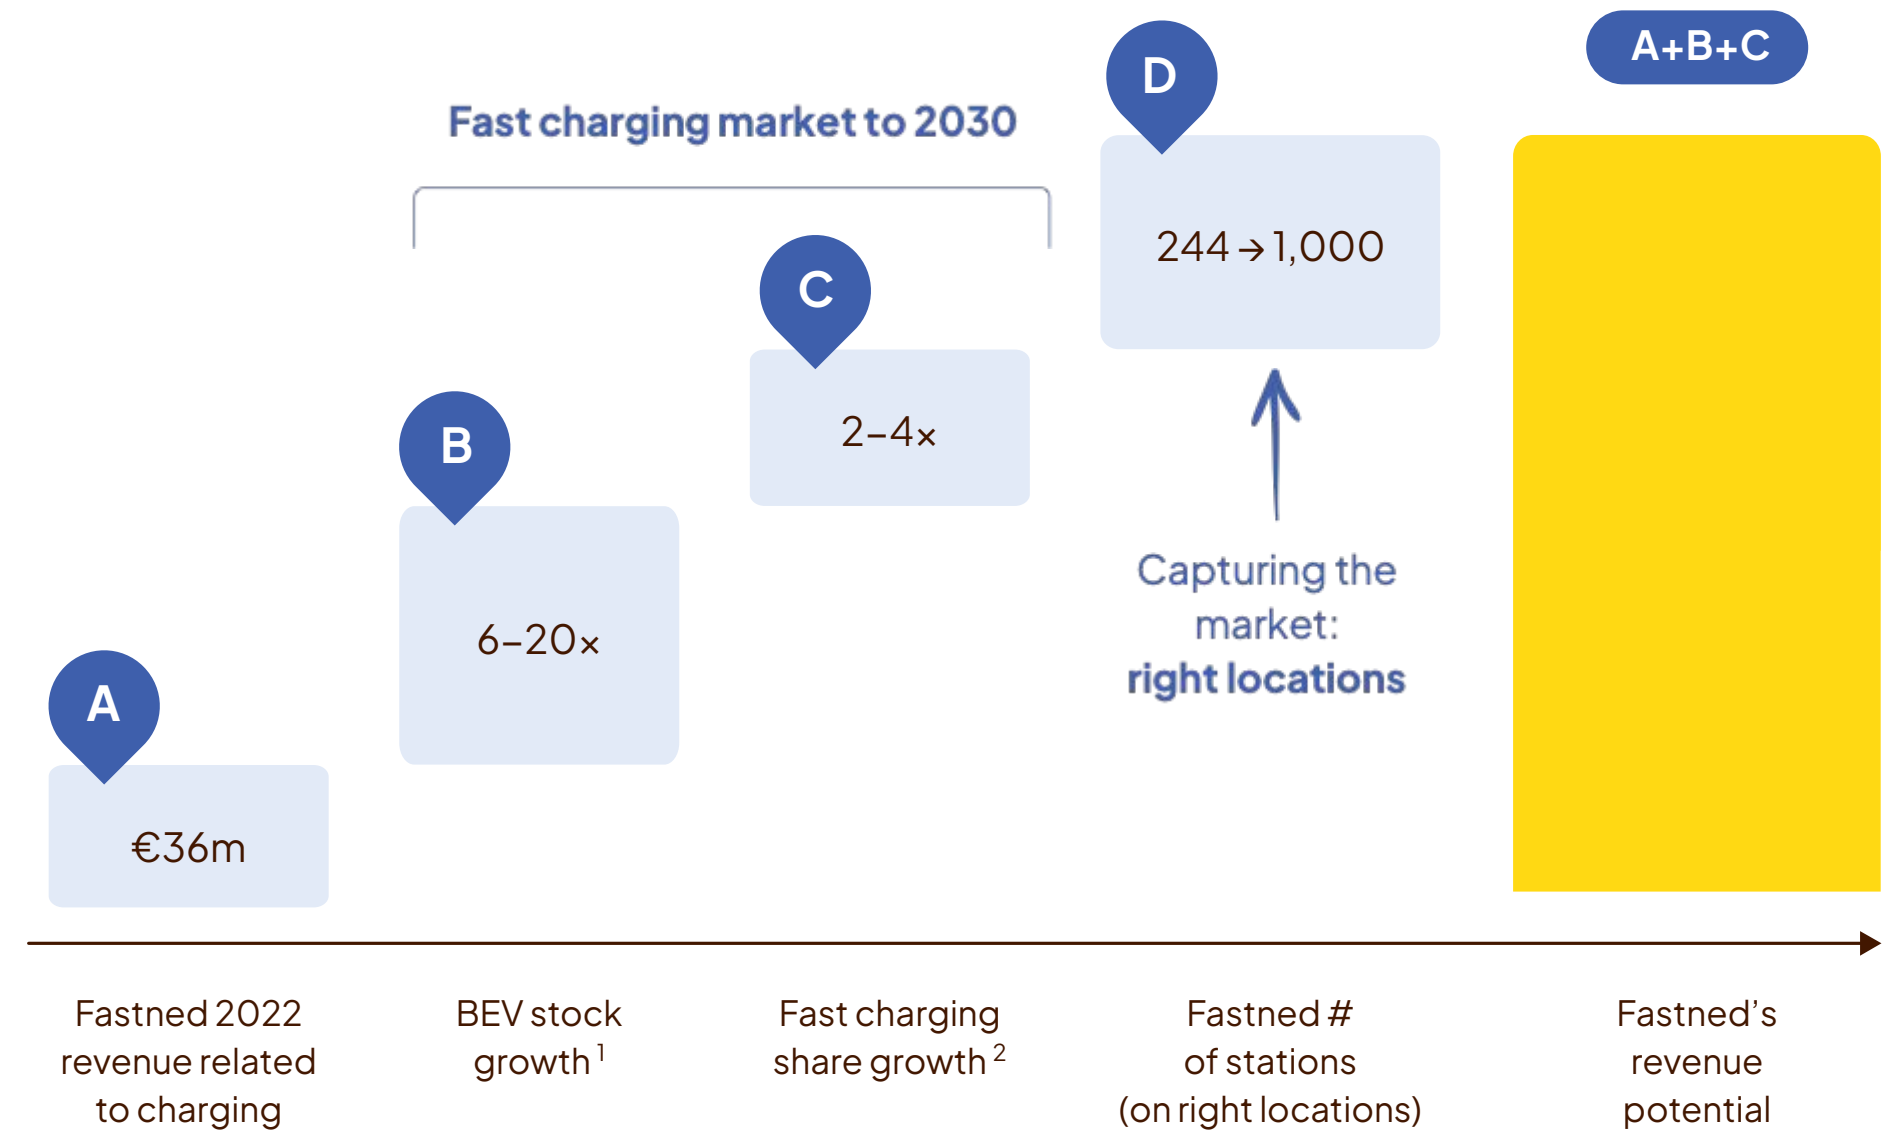 A+B+C
D
Fast charging market to 2030
244 → 1,000
C
2–4×
B
6–20×
Capturing the
market:
right locations
A
€36m
Fastned 2022
revenue related
to charging
BEV stock
growth 1
Fast charging
share growth 2
Fastned #
of stations
(on right locations)
Fastned’s
revenue
potential